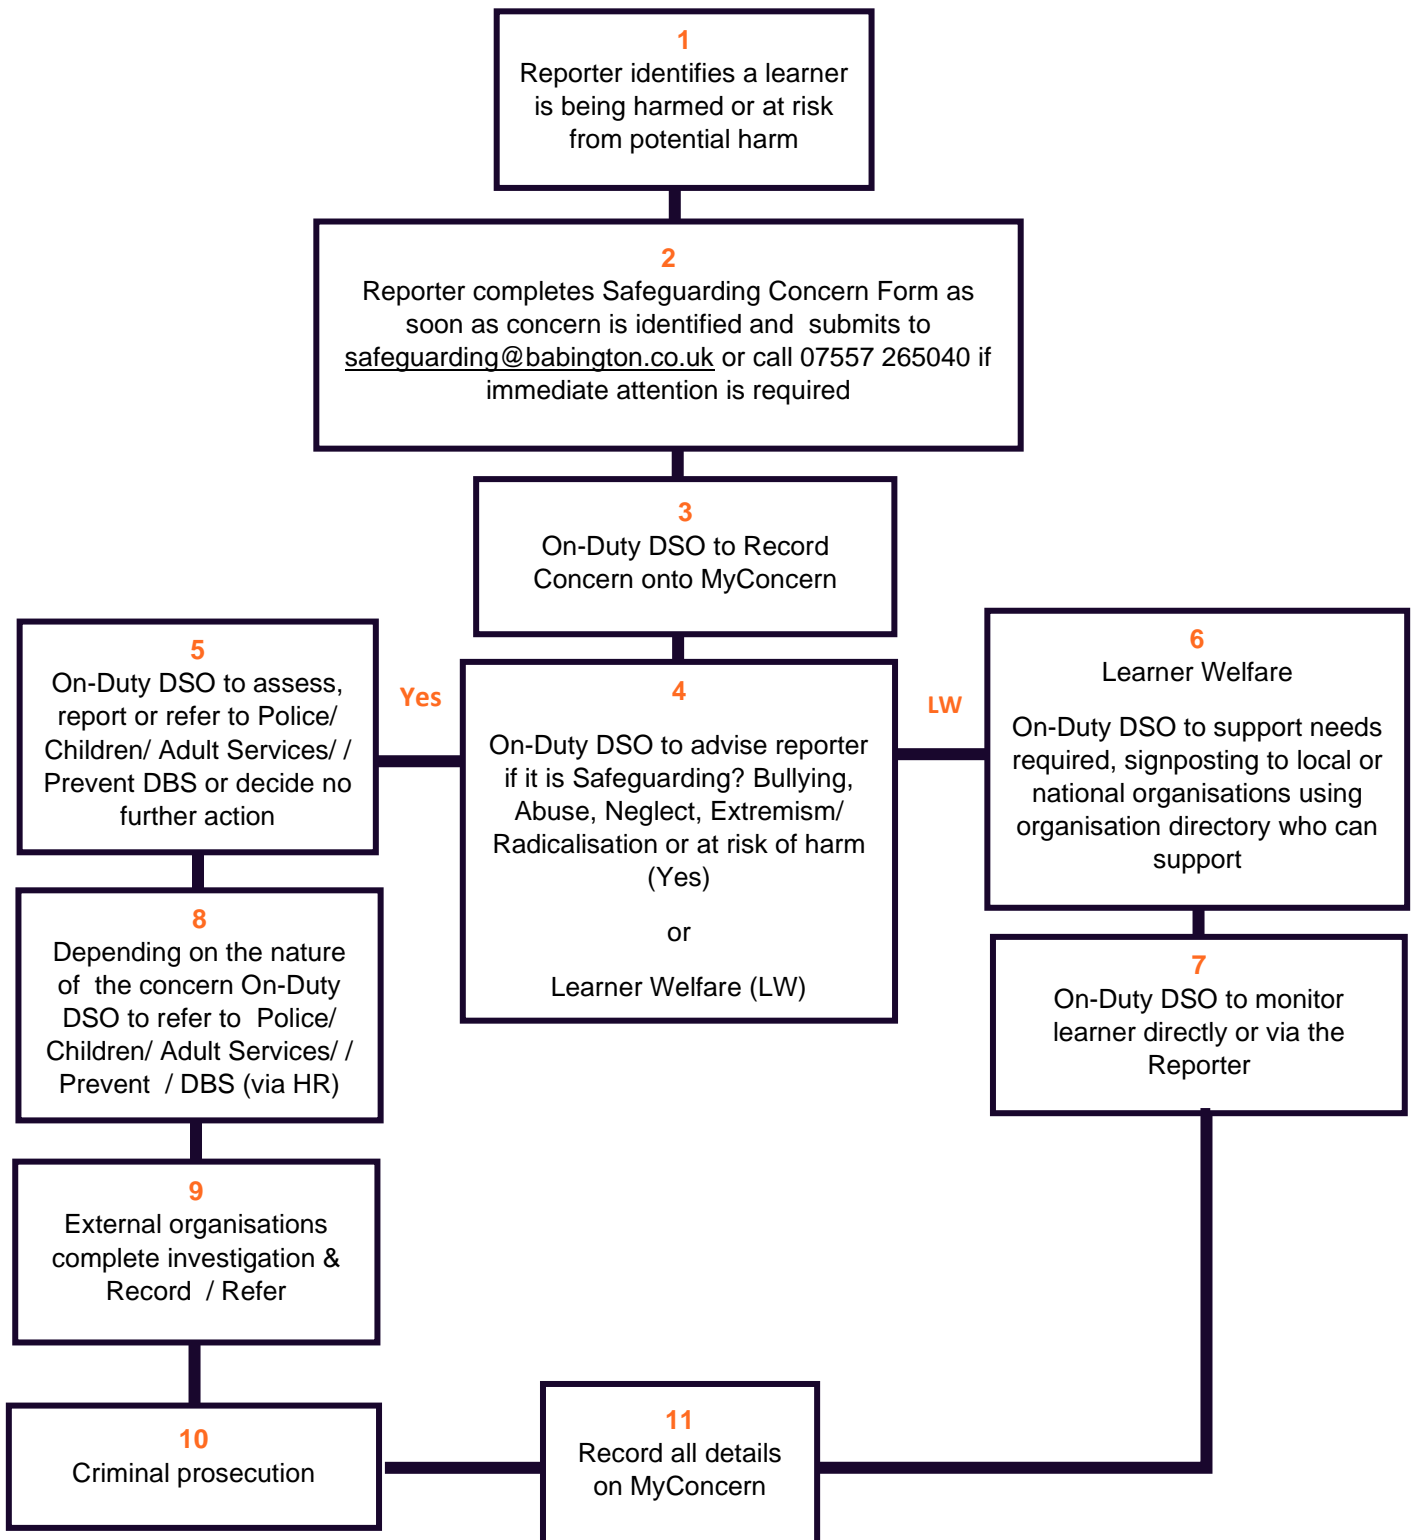 1
Reporter identifies a learner
is being harmed or at risk
from potential harm
2
Reporter completes Safeguarding Concern Form as
soon as concern is identified and  submits to
safeguarding@babington.co.uk or call 07557 265040 if
immediate attention is required
3
On-Duty DSO to Record
Concern onto MyConcern
4
On-Duty DSO to advise reporter
if it is Safeguarding? Bullying,
Abuse, Neglect, Extremism/
Radicalisation or at risk of harm
(Yes)
or
Learner Welfare (LW)
Yes
5
On-Duty DSO to assess,
report or refer to Police/
Children/ Adult Services/ /
Prevent DBS or decide no
further action
LW
6
Learner Welfare
On-Duty DSO to support needs
required, signposting to local or
national organisations using
organisation directory who can
support
7
On-Duty DSO to monitor
learner directly or via the
Reporter
8
Depending on the nature
of  the concern On-Duty
DSO to refer to  Police/
Children/ Adult Services/ /
Prevent  / DBS (via HR)
9
External organisations
complete investigation &
Record  / Refer
10
Criminal prosecution
11
Record all details
on MyConcern